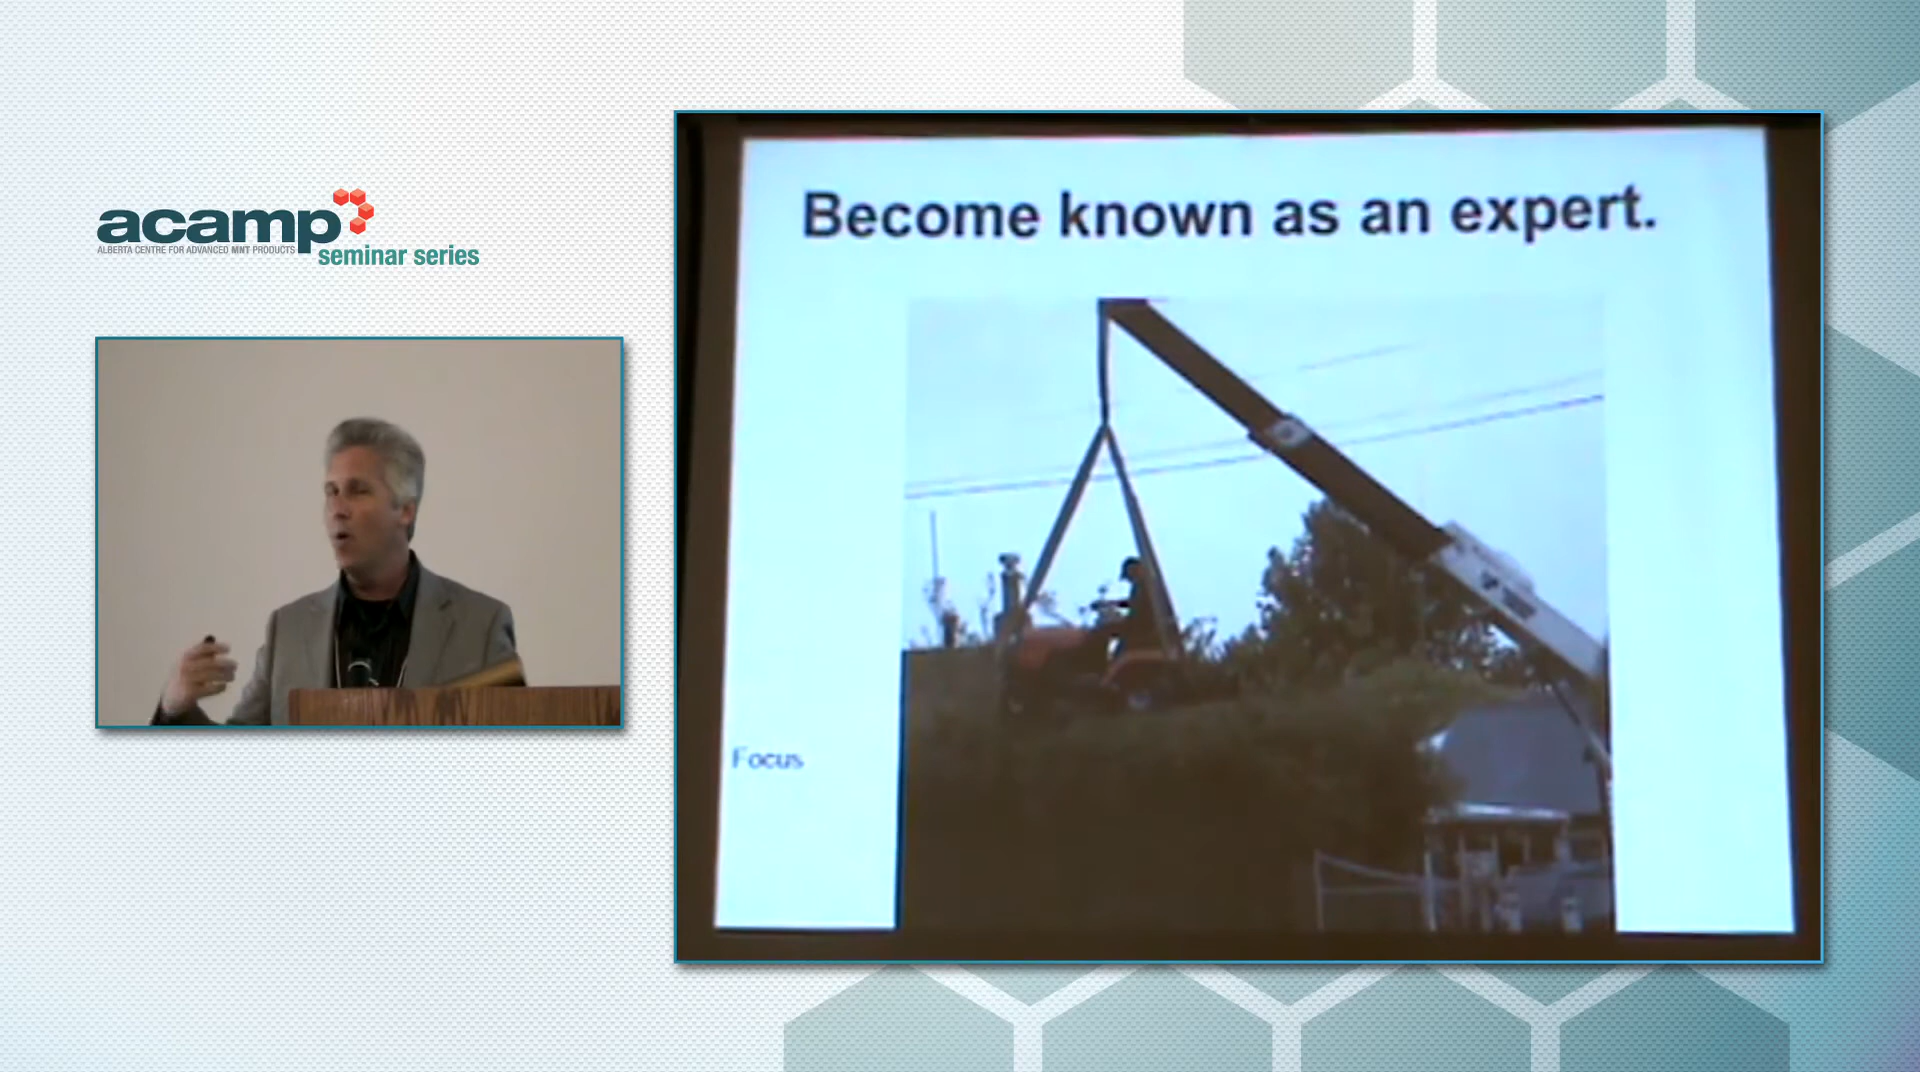 acamp
ALBERTA CENTRE FOR ADVANCED MNT PRODUCTS
seminar series
Become known as an expert.
Focus